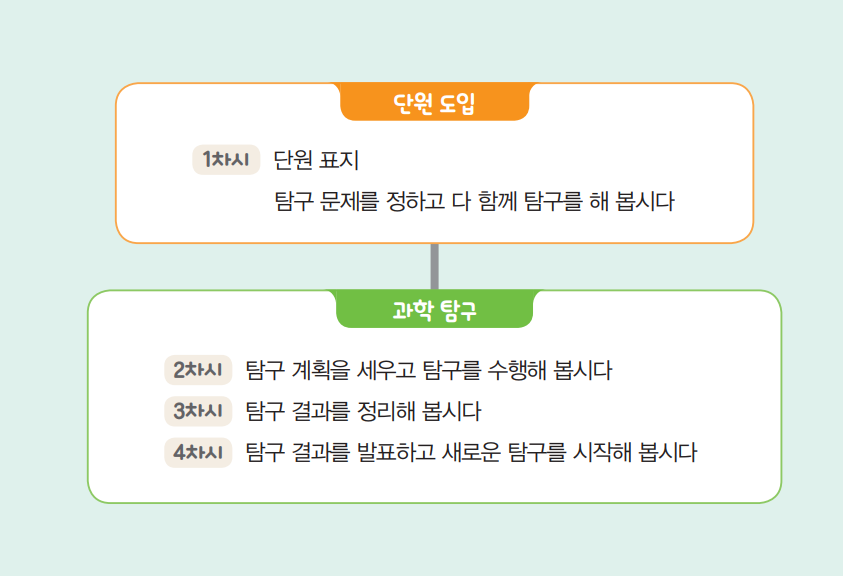 단원 도입
1차시 단원 표지
탐구 문제를 정하고 다 함께 탐구를 해 봅시다
과학 탐구
2차시 탐구 계획을 세우고 탐구를 수행해 봅시다
3차시 탐구 결과를 정리해 봅시다
4차시 탐구 결과를 발표하고 새로운 탐구를 시작해 봅시다